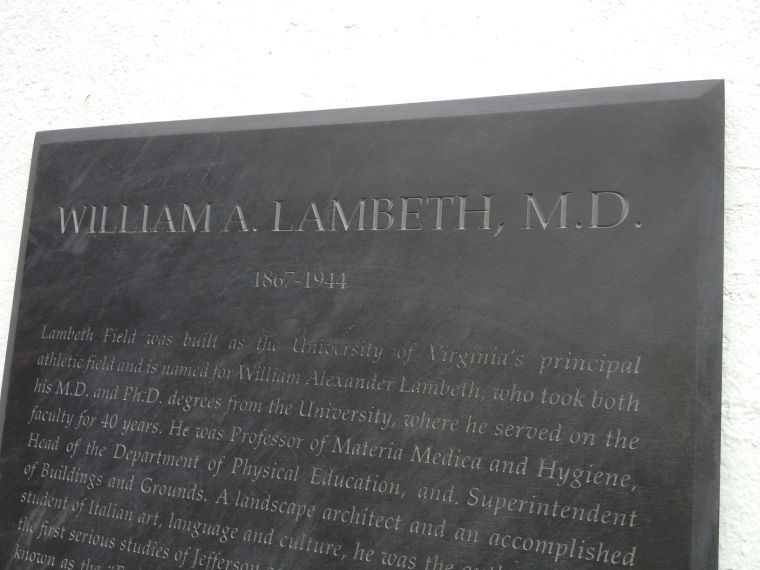 WILLIAM A. LAMBETH, M.D.
1867-1944
Lambeth Field was built as the University of Virginia's principal
athletic field and is named for William Alexander Lambeth, who took both
his M.D. and Ph.D. degrees from the University, where he served on the
faculty for 40 years. He was Professor of Materia Medica and Hygiene,
Head of the Department of Physical Education, and Superintendent
of Buildings and Grounds. A landscape architect and an accomplished
student of Italian art, language and culture, he was the
the first serious studies of Jefferson
known as the